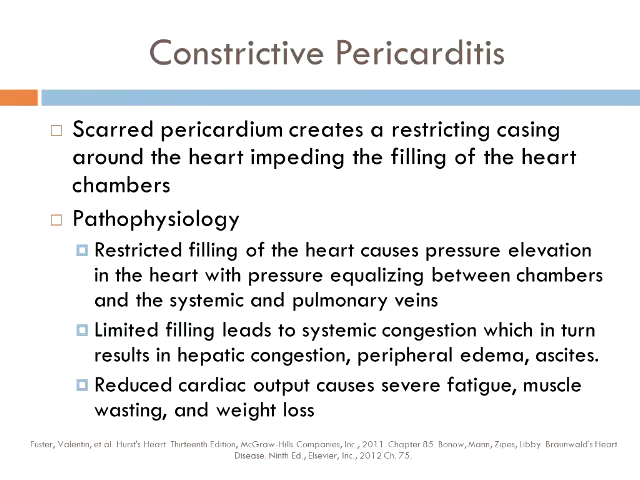 Constrictive Pericarditis
Scarred pericardium creates a restricting casing
around the heart impeding the filling of the heart
chambers
Pathophysiology
Restricted filling of the heart causes pressure elevation
in the heart with pressure equalizing between chambers
and the systemic and pulmonary veins
Limited filling leads to systemic congestion which in turn
results in hepatic congestion, peripheral edema, ascites.
Reduced cardiac output causes severe fatigue, muscle
wasting, and weight loss
Fuster, Valentin, et al. Hurst's Heart. Thirteenth Edition, McGraw-Hills Companies, Inc., 2011. Chapter 85. Bonow, Mann, Zipes, Libby. Braunwald's Heart
Disease. Ninth Ed., Elsevier, Inc., 2012 Ch. 75.